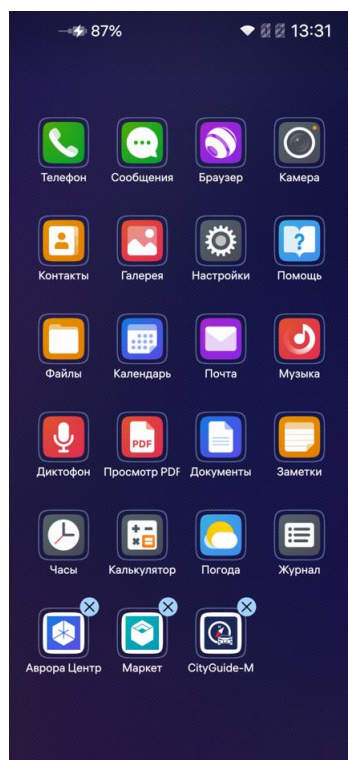 87% 13:31
Телефон Сообщения Браузер Камера
Контакты Галерея Настройки Помощь
Файлы Календарь Почта Музыка
PDF
Диктофон Просмотр PDF Документы Заметки
Часы Калькулятор Погода Журнал
Аврора Центр Маркет CityGuide-M